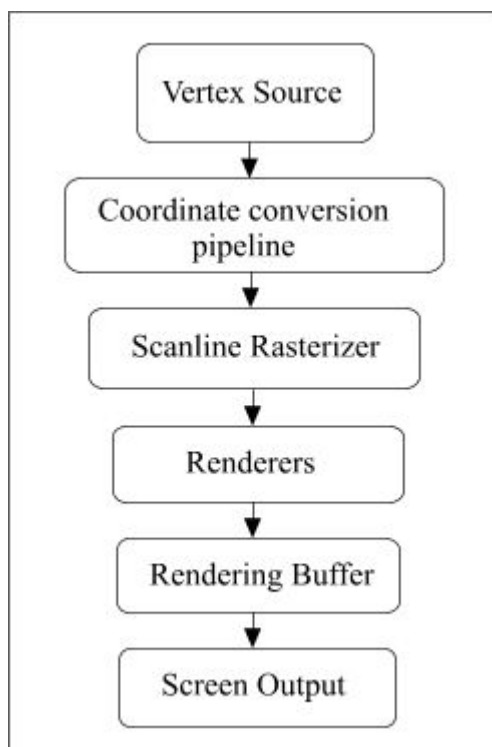 Vertex Source
Coordinate conversion
pipeline
Scanline Rasterizer
Renderers
Rendering Buffer
Screen Output